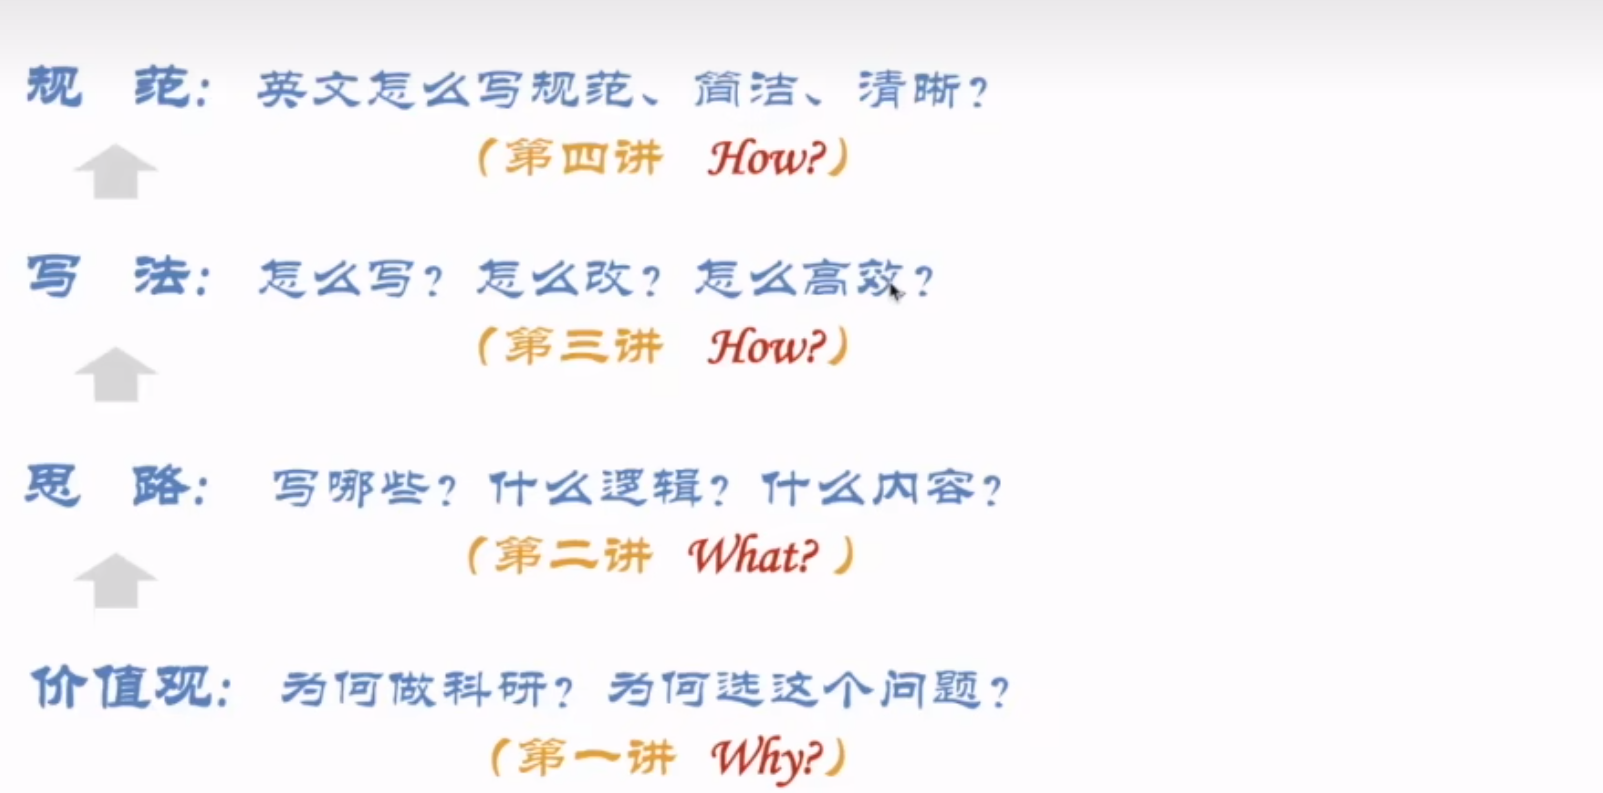 规 范：英文怎么写规范、简洁、清晰？
（第四讲 How?）
写 法：怎么写？怎么改？怎么高效？
（第三讲 How?）
思 路：写哪些？什么逻辑？什么内容？
（第二讲 What? ）
价值观：为何做科研？为何选这个问题？
（第一讲 Why?）